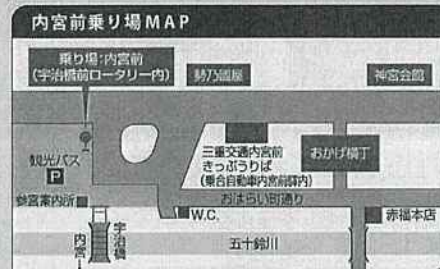 内宮前乗り場MAP
乗り場:内宮前
(宇治橋前ロータリー内)
勢乃國屋
神宮会館
観光バス
P
三重交通内宮前
きっぷうりば
(乗合自動車内宮前駅内)
おかげ横丁
参宮案内所
おはらい町通り
W.C.
赤福本店
宇治橋
内宮
五十鈴川